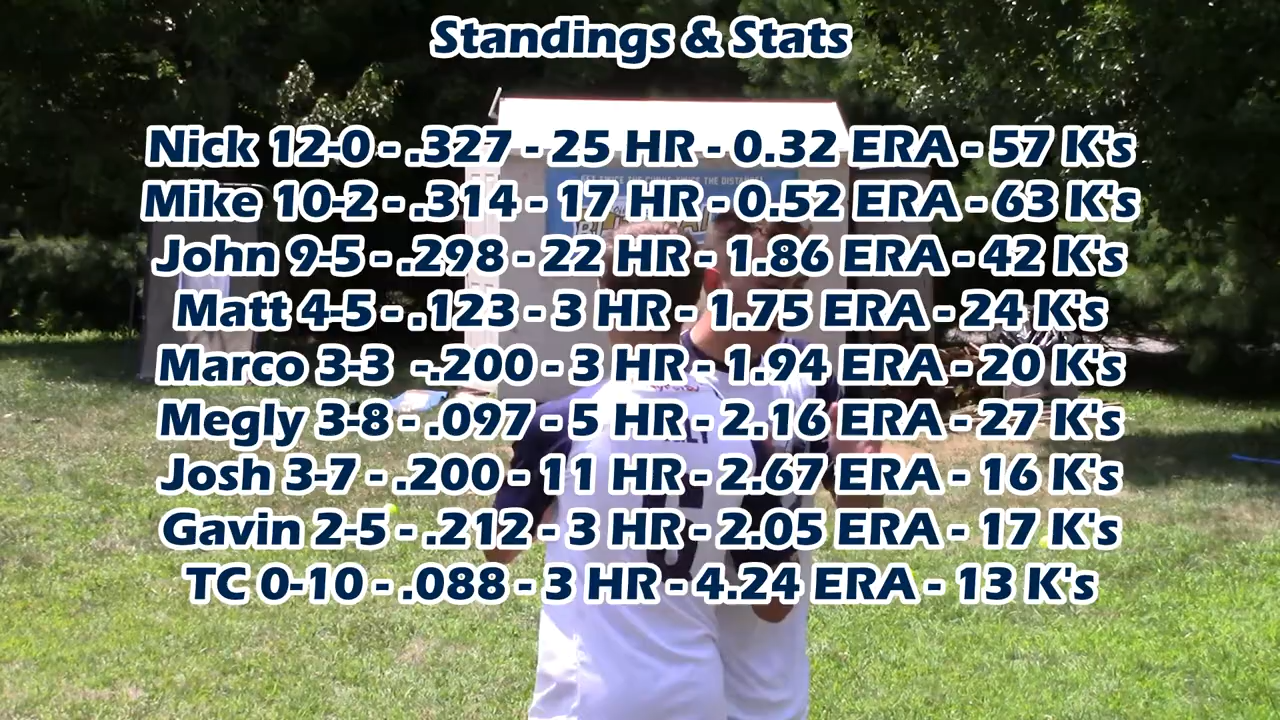 Standings & Stats
Nick 12-0 - .327 - 25 HR - 0.32 ERA - 57 K's
Mike 10-2 - .314 - 17 HR - 0.52 ERA - 63 K's
John 9-5 - .298 - 22 HR - 1.86 ERA - 42 K's
Matt 4-5 - .123 - 3 HR - 1.75 ERA - 24 K's
Marco 3-3 -.200 - 3 HR - 1.94 ERA - 20 K's
Megly 3-8 - .097 - 5 HR - 2.16 ERA - 27 K's
Josh 3-7 - .200 - 11 HR - 2.67 ERA - 16 K's
Gavin 2-5 - .212 - 3 HR - 2.05 ERA - 17 K's
TC 0-10 - .088 - 3 HR - 4.24 ERA - 13 K's